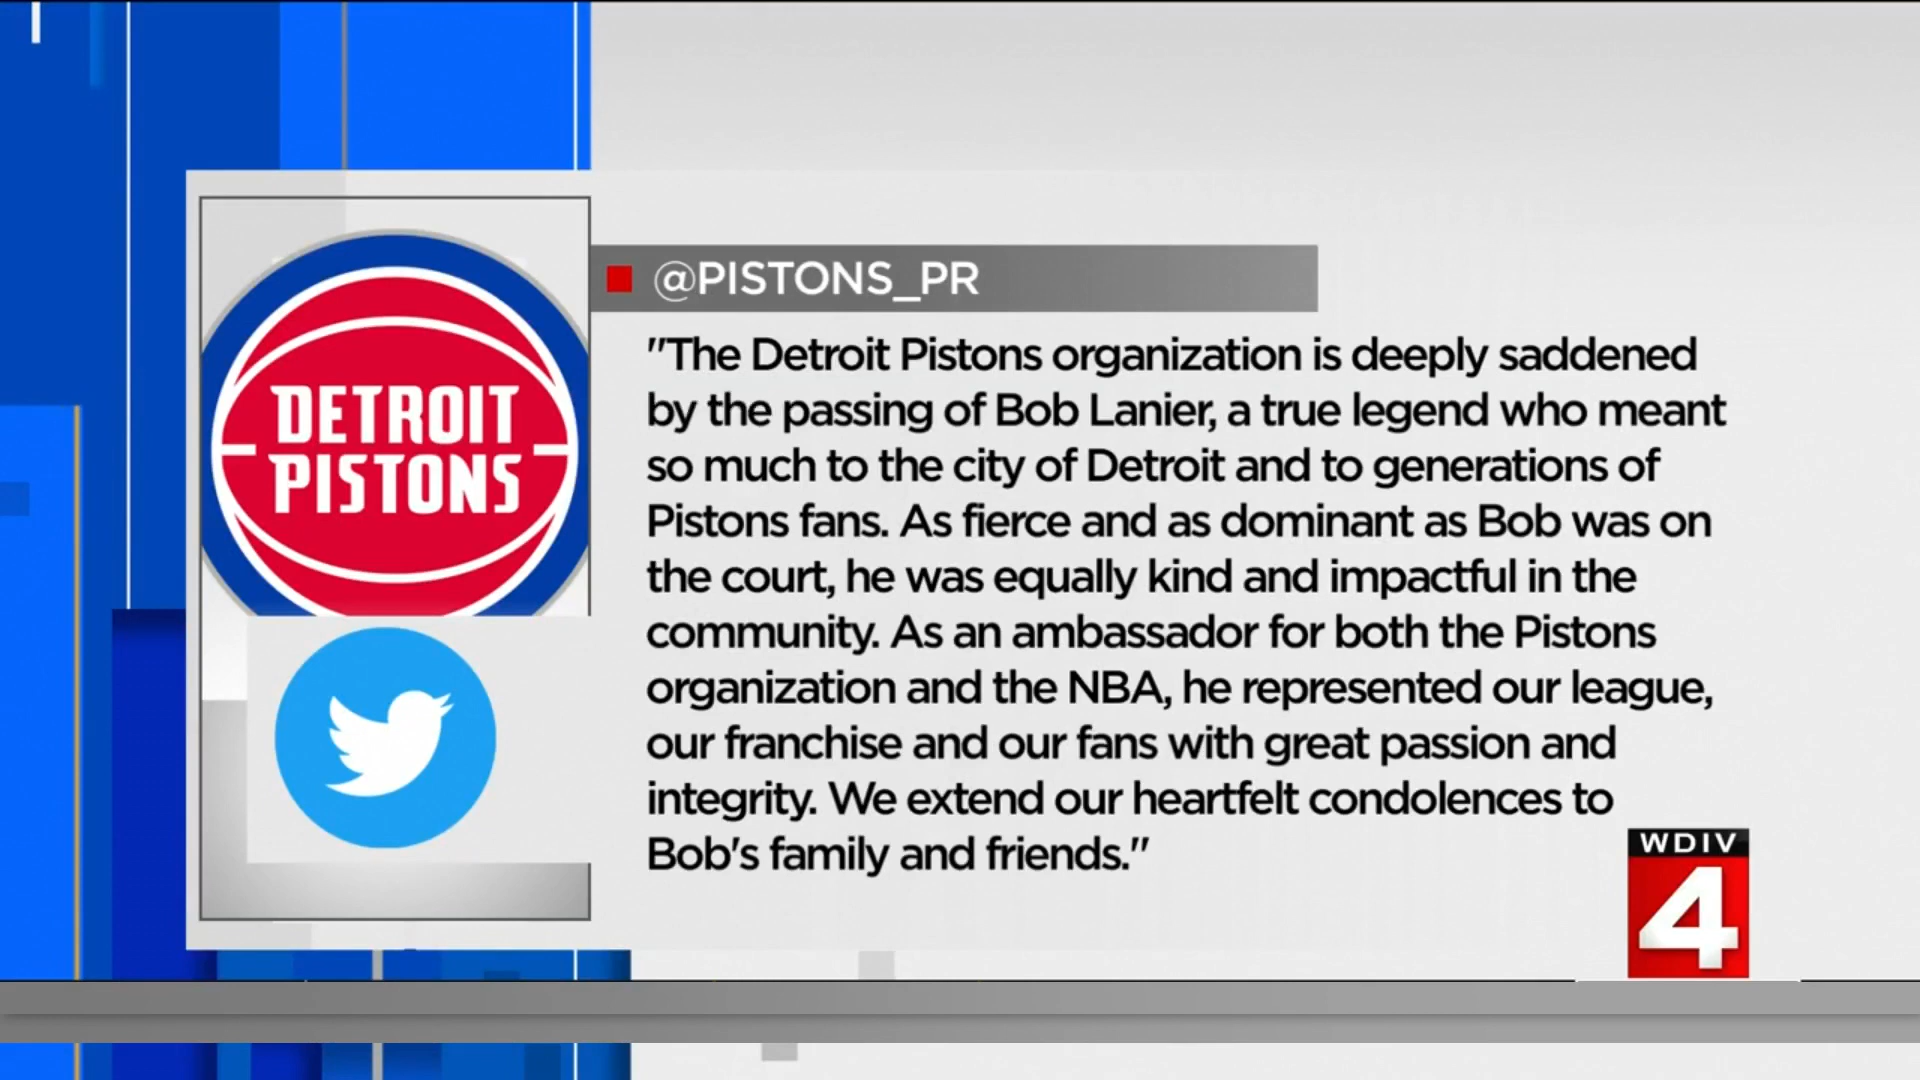 DETROIT
PISTONS
@PISTONS_PR
"The Detroit Pistons organization is deeply saddened
by the passing of Bob Lanier, a true legend who meant
so much to the city of Detroit and to generations of
Pistons fans. As fierce and as dominant as Bob was on
the court, he was equally kind and impactful in the
community. As an ambassador for both the Pistons
organization and the NBA, he represented our league,
our franchise and our fans with great passion and
integrity. We extend our heartfelt condolences to
Bob's family and friends."
WDIV
4